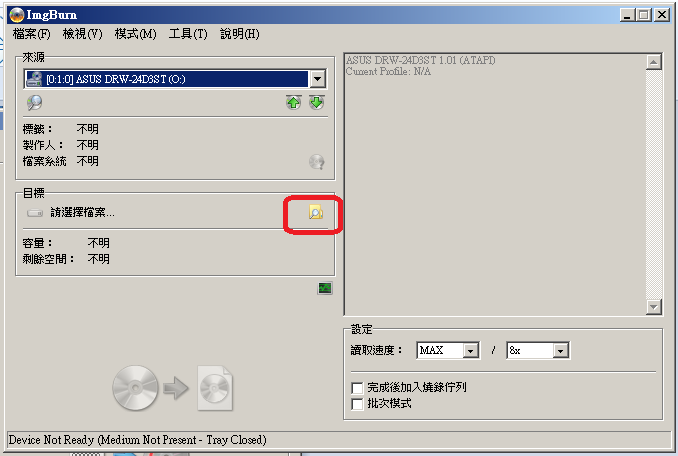 ImgBurn
檔案(F) 檢視(V) 模式(M) 工具(T) 說明(H)
來源
[0:1:0] ASUS DRW-24D3ST (O:)
標籤： 不明
製作人： 不明
檔案系統 不明
目標
請選擇檔案...
容量： 不明
剩餘空間： 不明
ASUS DRW-24D3ST 1.01 (ATAPI)
Current Profile: N/A
設定
讀取速度： MAX / 8x
完成後加入燒錄佇列
批次模式
Device Not Ready (Medium Not Present - Tray Closed)